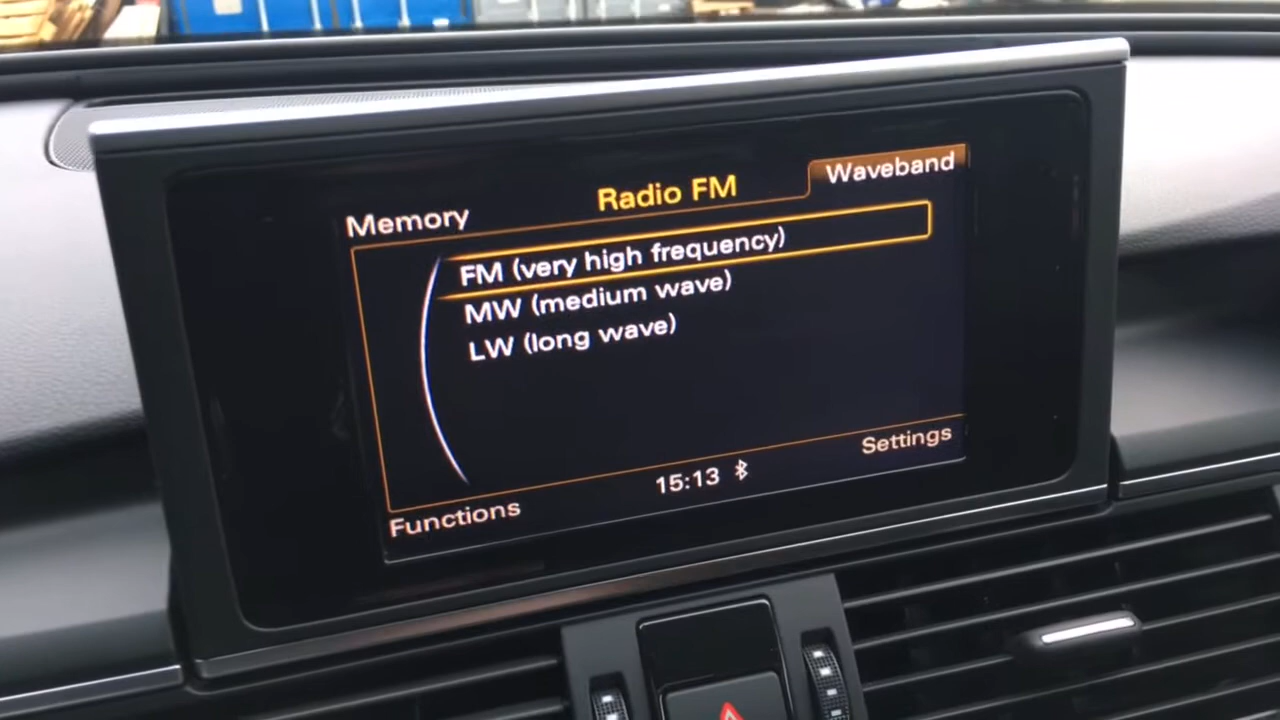 Memory
Radio FM
Waveband
FM (very high frequency)
MW (medium wave)
LW (long wave)
Functions
15:13
Settings